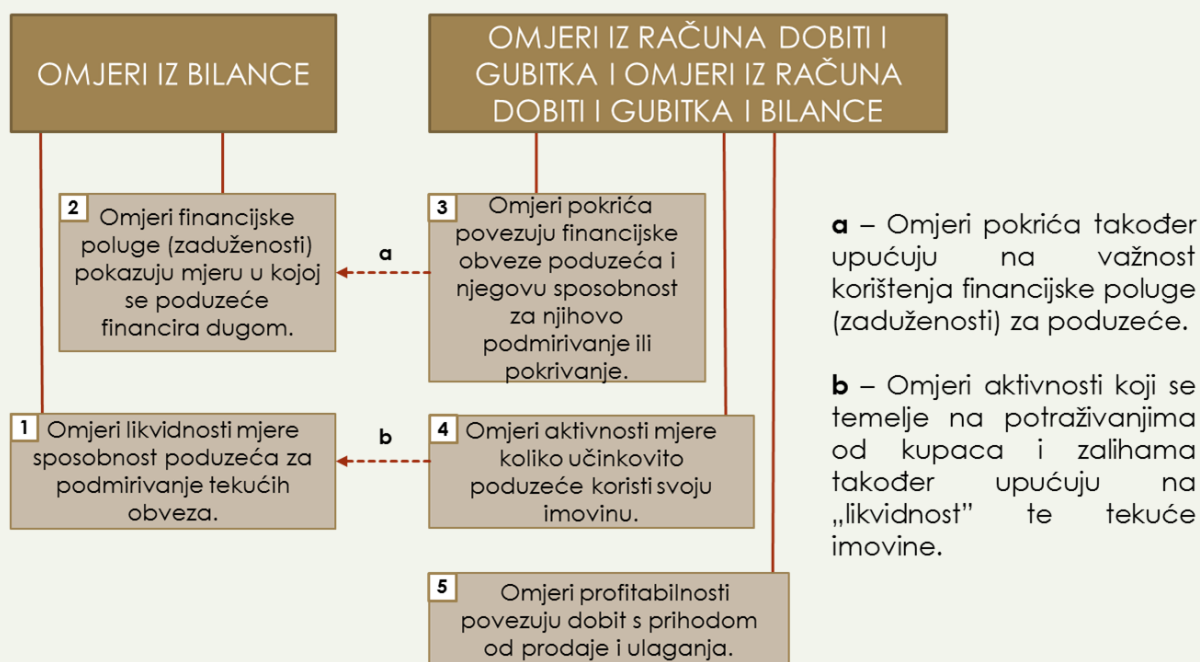 OMJERI IZ BILANCE
OMJERI IZ RAČUNA DOBITI I
GUBITKA I OMJERI IZ RAČUNA
DOBITI I GUBITKA I BILANCE
2
Omjeri financijske
poluge (zaduženosti)
pokazuju mjeru u kojoj
se poduzeće
financira dugom.
a
3
Omjeri pokrića
povezuju financijske
obveze poduzeća i
njegovu sposobnost
za njihovo
podmirivanje ili
pokrivanje.
1
Omjeri likvidnosti mjere
sposobnost poduzeća za
podmirivanje tekućih
obveza.
b
4
Omjeri aktivnosti mjere
koliko učinkovito
poduzeće koristi svoju
imovinu.
5
Omjeri profitabilnosti
povezuju dobit s prihodom
od prodaje i ulaganja.
a – Omjeri pokrića također
upućuju na važnost
korištenja financijske poluge
(zaduženosti) za poduzeće.
b – Omjeri aktivnosti koji se
temelje na potraživanjima
od kupaca i zalihama
također upućuju na
„likvidnost” te tekuće
imovine.